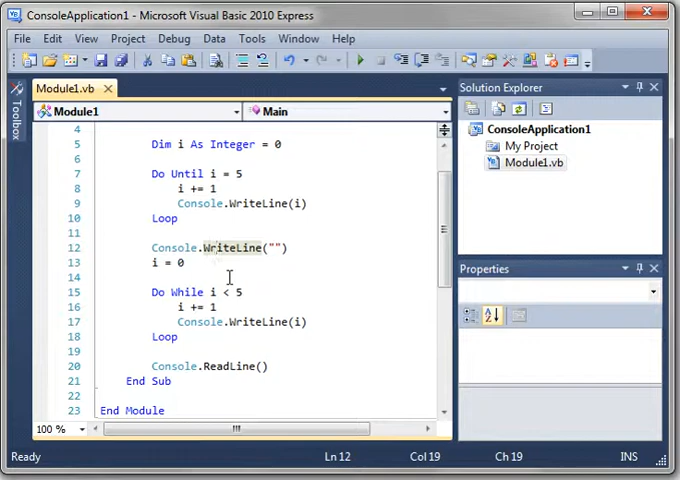 ConsoleApplication1 - Microsoft Visual Basic 2010 Express
File Edit View Project Debug Data Tools Window Help
Module1.vb
Module1
Main
Toolbox
4
5 Dim i As Integer = 0
6
7 Do Until i = 5
8 i += 1
9 Console.WriteLine(i)
10 Loop
11
12 Console.WriteLine("")
13 i = 0
14
15 Do While i < 5
16 i += 1
17 Console.WriteLine(i)
18 Loop
19
20 Console.ReadLine()
21 End Sub
22
23 End Module
100 %
Solution Explorer
ConsoleApplication1
My Project
Module1.vb
Properties
Ready Ln 12 Col 19 Ch 19 INS